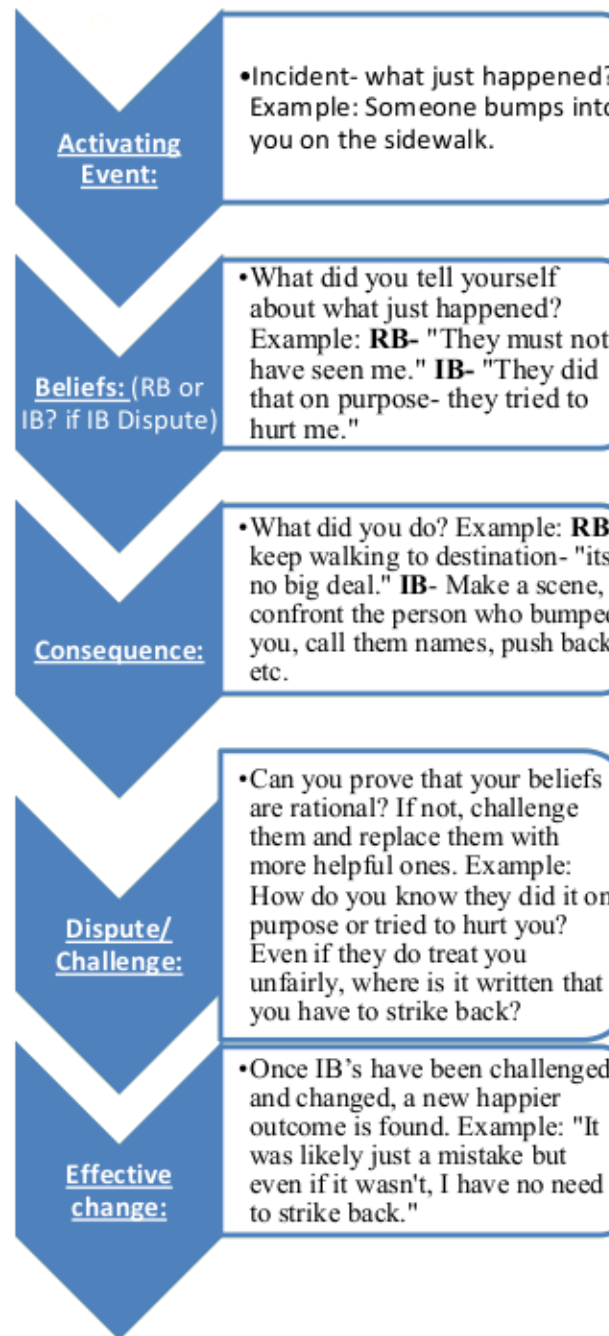 Activating
Event:
•Incident- what just happened?
Example: Someone bumps into
you on the sidewalk.
Beliefs: (RB or
IB? if IB Dispute)
•What did you tell yourself
about what just happened?
Example: RB- "They must not
have seen me." IB- "They did
that on purpose- they tried to
hurt me."
Consequence:
•What did you do? Example: RB
keep walking to destination- "its
no big deal." IB- Make a scene,
confront the person who bumped
you, call them names, push back
etc.
Dispute/
Challenge:
•Can you prove that your beliefs
are rational? If not, challenge
them and replace them with
more helpful ones. Example:
How do you know they did it on
purpose or tried to hurt you?
Even if they do treat you
unfairly, where is it written that
you have to strike back?
Effective
change:
•Once IB’s have been challenged
and changed, a new happier
outcome is found. Example: "It
was likely just a mistake but
even if it wasn't, I have no need
to strike back."